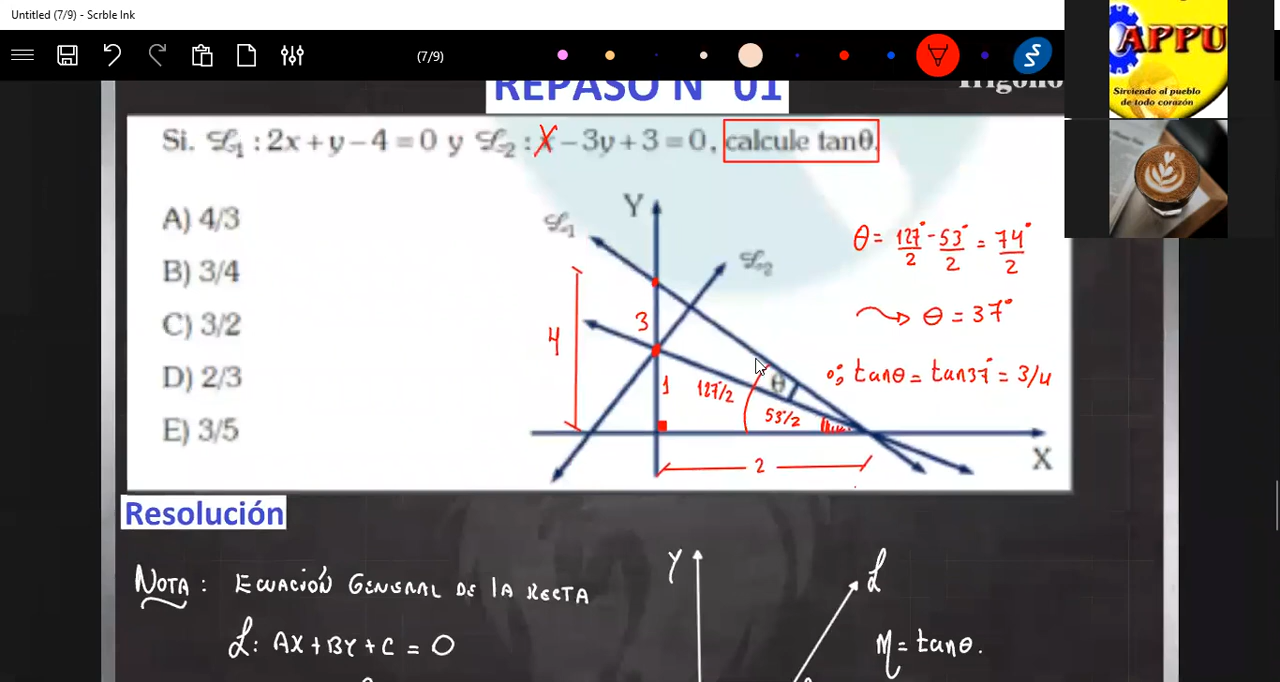 Untitled (7/9) - Scrble Ink
(7/9)
APPU
Sirviendo al pueblo
de todo corazón
REPASO N° 01
Trigono
Si. ℒ₁ : 2x + y − 4 = 0 y ℒ₂ : x − 3y + 3 = 0, calcule tanθ.
A) 4/3
B) 3/4
C) 3/2
D) 2/3
E) 3/5
Y
ℒ₁
ℒ₂
4
3
1
127°/2
θ
53°/2
2
X
θ = 127°/2 - 53°/2 = 74°/2
θ = 37°
∴ tanθ = tan37° = 3/4
Resolución
NOTA : ECUACIÓN GENERAL DE LA RECTA
ℒ: AX + BY + C = 0
Y
ℒ
M = tanθ.